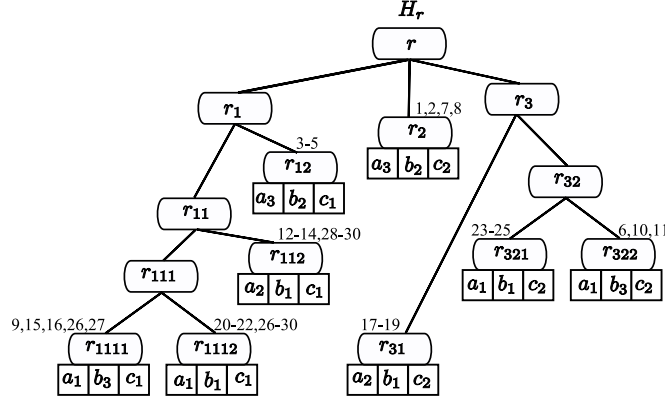 H_r
r
r_1
1,2,7,8
r_3
3-5
r_2
r_12
a_3 b_2 c_2
r_32
a_3 b_2 c_1
r_11
12-14,28-30
23-25
6,10,11
r_112
r_321
r_322
r_111
a_2 b_1 c_1
a_1 b_1 c_2
a_1 b_3 c_2
9,15,16,26,27
20-22,26-30
17-19
r_1111
r_1112
r_31
a_1 b_3 c_1
a_1 b_1 c_1
a_2 b_1 c_2